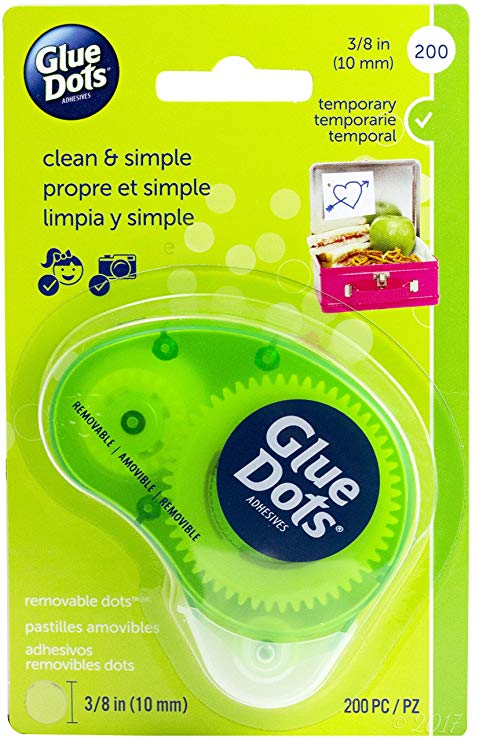 Glue
Dots®
ADHESIVES
3/8 in
(10 mm)
200
temporary
temporarie
temporal
clean & simple
propre et simple
limpia y simple
REMOVABLE | AMOVIBLE | REMOVIBLE
Glue
Dots®
ADHESIVES
removable dots™/MC
pastilles amovibles
adhesivos
removibles dots
3/8 in (10 mm)
200 PC / PZ
© 2017